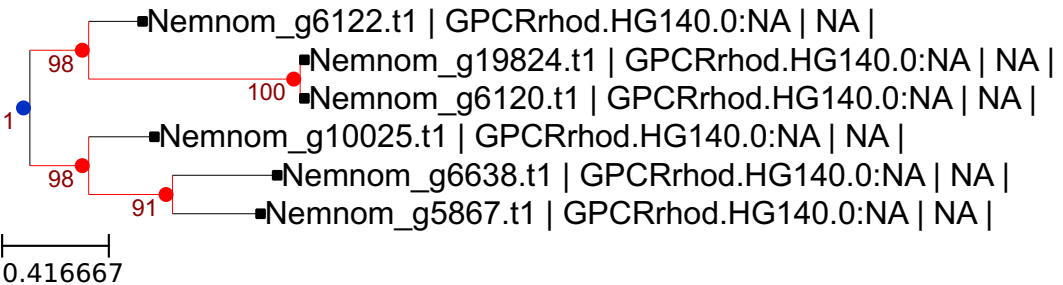 Nemnom_g6122.t1 | GPCRrhod.HG140.0:NA | NA |
98
Nemnom_g19824.t1 | GPCRrhod.HG140.0:NA | NA |
100
Nemnom_g6120.t1 | GPCRrhod.HG140.0:NA | NA |
1
Nemnom_g10025.t1 | GPCRrhod.HG140.0:NA | NA |
98
Nemnom_g6638.t1 | GPCRrhod.HG140.0:NA | NA |
91
Nemnom_g5867.t1 | GPCRrhod.HG140.0:NA | NA |
0.416667